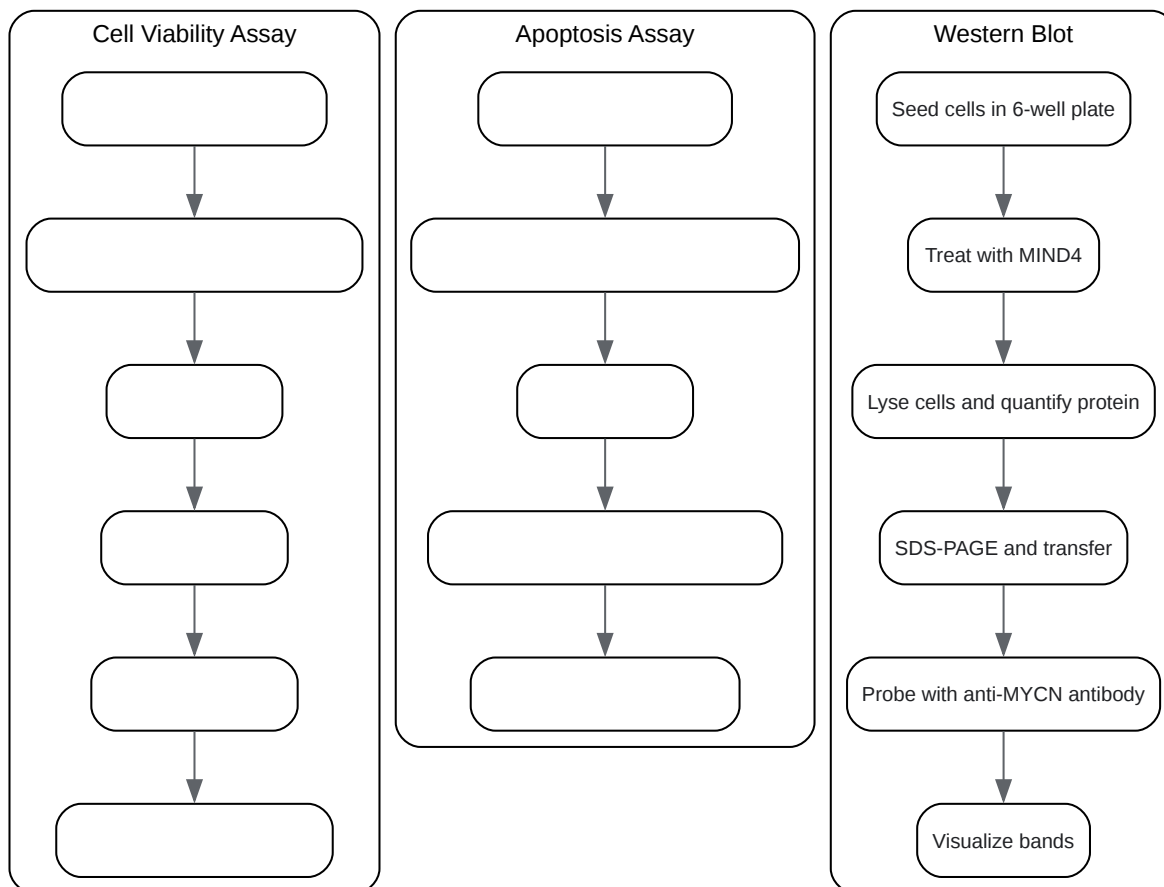 Cell Viability Assay
Apoptosis Assay
Western Blot
Seed cells in 6-well plate
Treat with MIND4
Lyse cells and quantify protein
SDS-PAGE and transfer
Probe with anti-MYCN antibody
Visualize bands